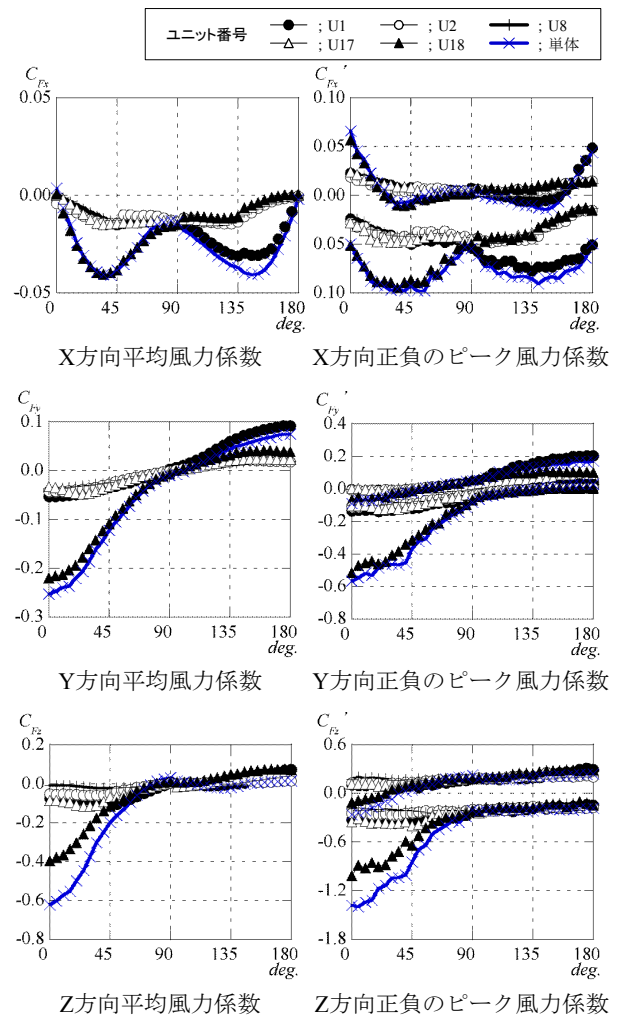 ユニット番号
; U1 ; U2 ; U8
; U17 ; U18 ; 単体
C_Fx C_Fx'
0.05 0.10
0.05
0.00 0.00
0.05
-0.05 0.10
0 45 90 135 180 0 45 90 135 180
deg. deg.
X方向平均風力係数 X方向正負のピーク風力係数
C_Fy C_Fy'
0.1 0.4
0.2
0.0 0.0
-0.1 -0.2
-0.4
-0.2 -0.6
-0.3 -0.8
0 45 90 135 180 0 45 90 135 180
deg. deg.
Y方向平均風力係数 Y方向正負のピーク風力係数
C_Fz C_Fz'
0.2 0.6
0.0 0.0
-0.2
-0.4 -0.6
-0.6 -1.2
-0.8 -1.8
0 45 90 135 180 0 45 90 135 180
deg. deg.
Z方向平均風力係数 Z方向正負のピーク風力係数